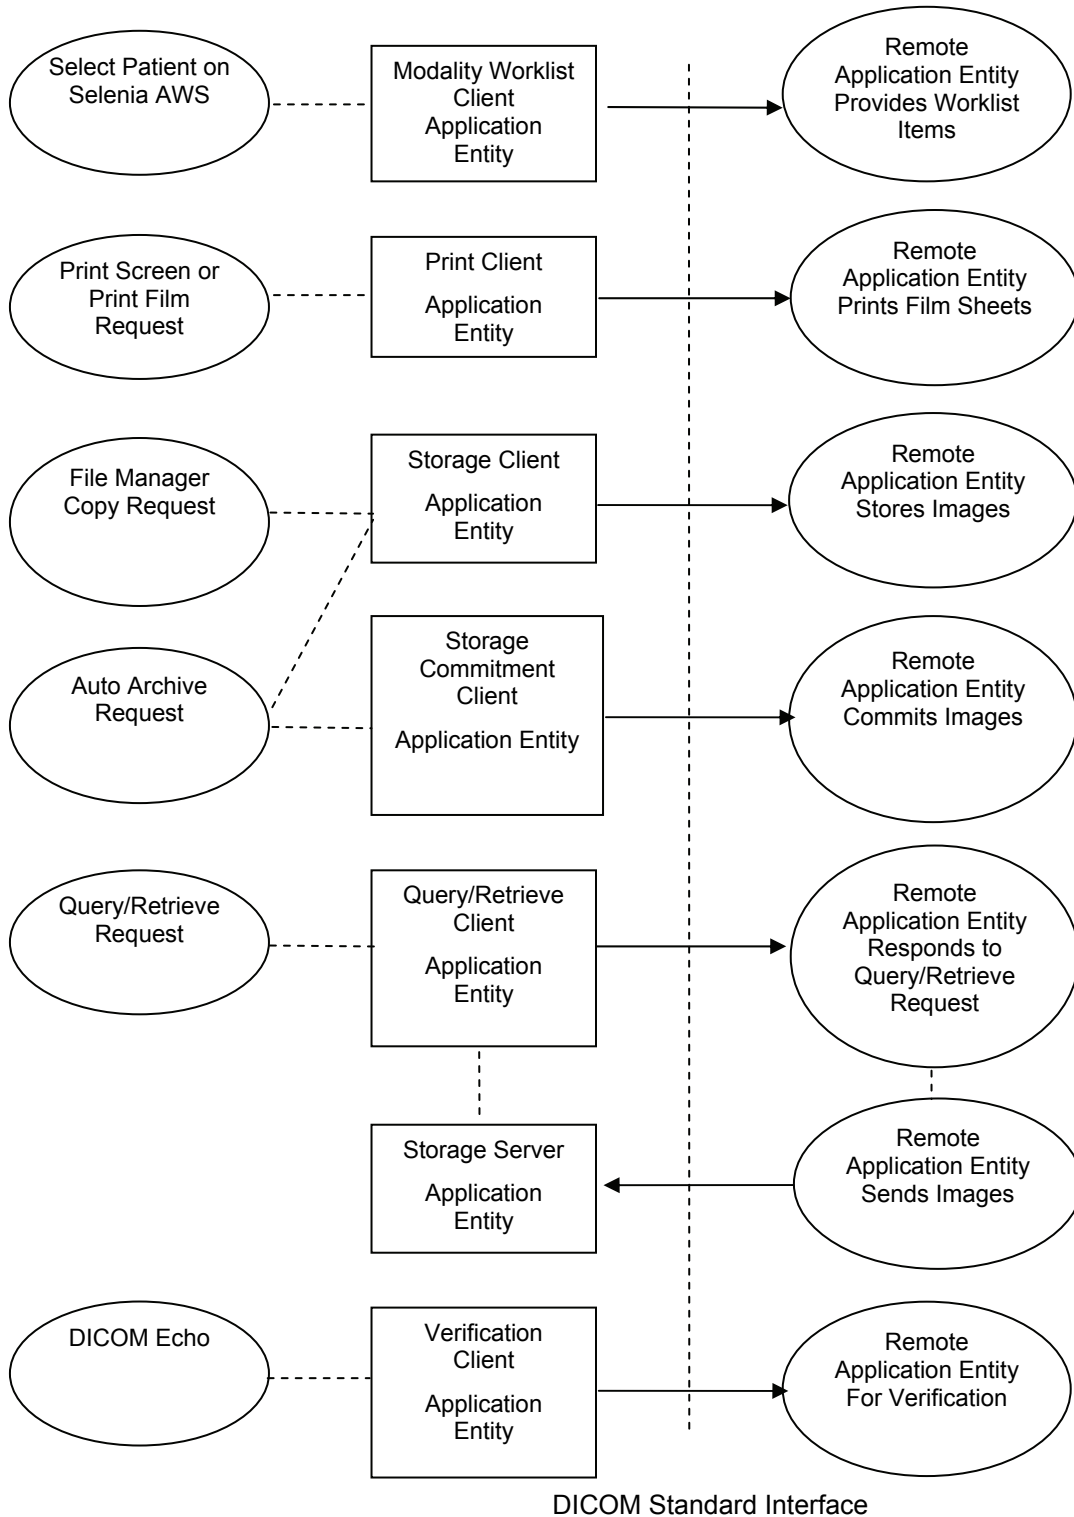 Select Patient on
Selenia AWS
Modality Worklist
Client
Application
Entity
Remote
Application Entity
Provides Worklist
Items
Print Screen or
Print Film
Request
Print Client
Application
Entity
Remote
Application Entity
Prints Film Sheets
File Manager
Copy Request
Storage Client
Application
Entity
Remote
Application Entity
Stores Images
Auto Archive
Request
Storage
Commitment
Client
Application Entity
Remote
Application Entity
Commits Images
Query/Retrieve
Request
Query/Retrieve
Client
Application
Entity
Remote
Application Entity
Responds to
Query/Retrieve
Request
Storage Server
Application
Entity
Remote
Application Entity
Sends Images
DICOM Echo
Verification
Client
Application
Entity
Remote
Application Entity
For Verification
DICOM Standard Interface